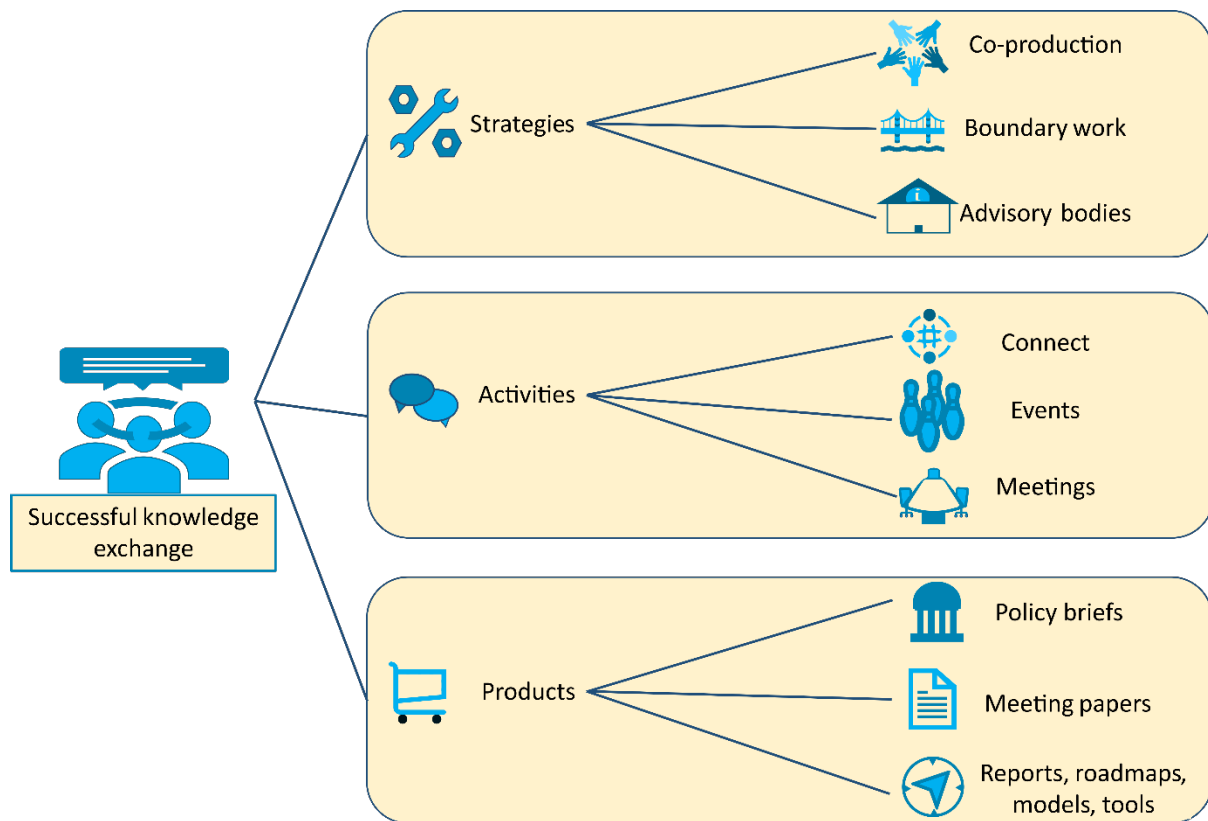 Successful knowledge
exchange
Strategies
Co-production
Boundary work
Advisory bodies
Activities
Connect
Events
Meetings
Products
Policy briefs
Meeting papers
Reports, roadmaps,
models, tools